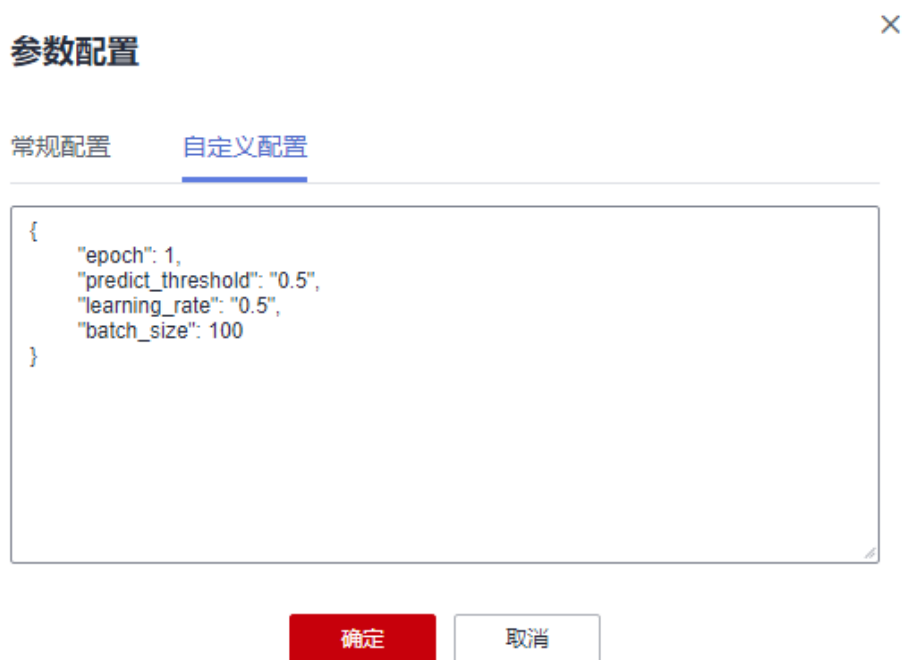 参数配置
常规配置 自定义配置
{
"epoch": 1,
"predict_threshold": "0.5",
"learning_rate": "0.5",
"batch_size": 100
}
确定 取消